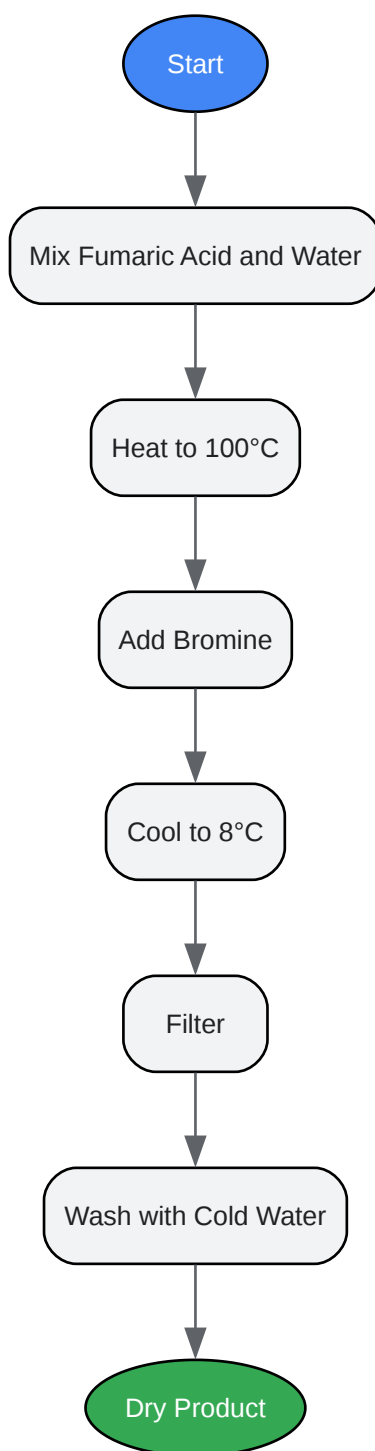 Start
Mix Fumaric Acid and Water
Heat to 100°C
Add Bromine
Cool to 8°C
Filter
Wash with Cold Water
Dry Product